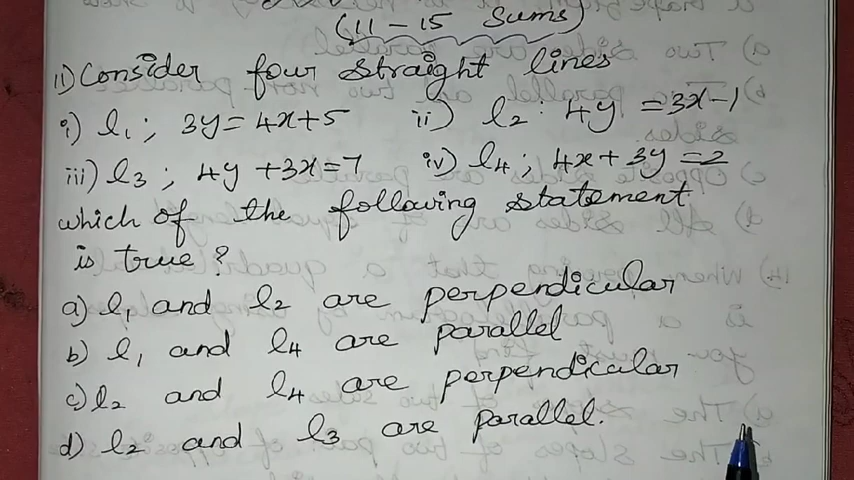 (11-15 Sums)
11) Consider four straight lines
i) l₁ ; 3y = 4x+5 ii) l₂ : 4y = 3x-1
iii) l₃ ; 4y +3x=7 iv) l₄ ; 4x + 3y = 2
which of the following statement
is true ?
a) l₁ and l₂ are perpendicular
b) l₁ and l₄ are parallel
c) l₂ and l₄ are perpendicular
d) l₂ and l₃ are parallel.